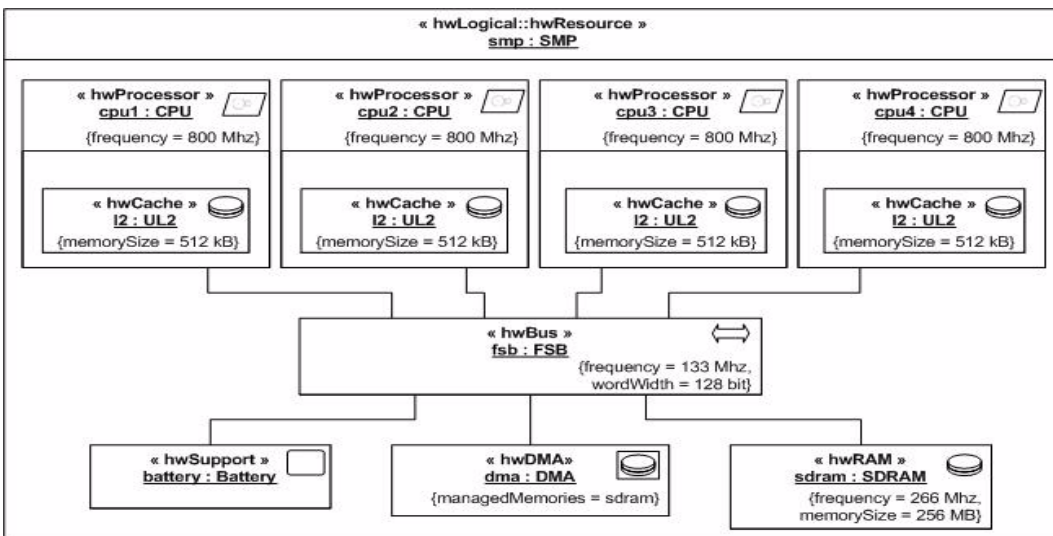 « hwLogical::hwResource »
smp : SMP
« hwProcessor »
cpu1 : CPU
{frequency = 800 Mhz}
« hwCache »
l2 : UL2
{memorySize = 512 kB}
« hwProcessor »
cpu2 : CPU
{frequency = 800 Mhz}
« hwCache »
l2 : UL2
{memorySize = 512 kB}
« hwProcessor »
cpu3 : CPU
{frequency = 800 Mhz}
« hwCache »
l2 : UL2
{memorySize = 512 kB}
« hwProcessor »
cpu4 : CPU
{frequency = 800 Mhz}
« hwCache »
l2 : UL2
{memorySize = 512 kB}
« hwBus »
fsb : FSB
{frequency = 133 Mhz,
wordWidth = 128 bit}
« hwSupport »
battery : Battery
« hwDMA»
dma : DMA
{managedMemories = sdram}
« hwRAM »
sdram : SDRAM
{frequency = 266 Mhz,
memorySize = 256 MB}